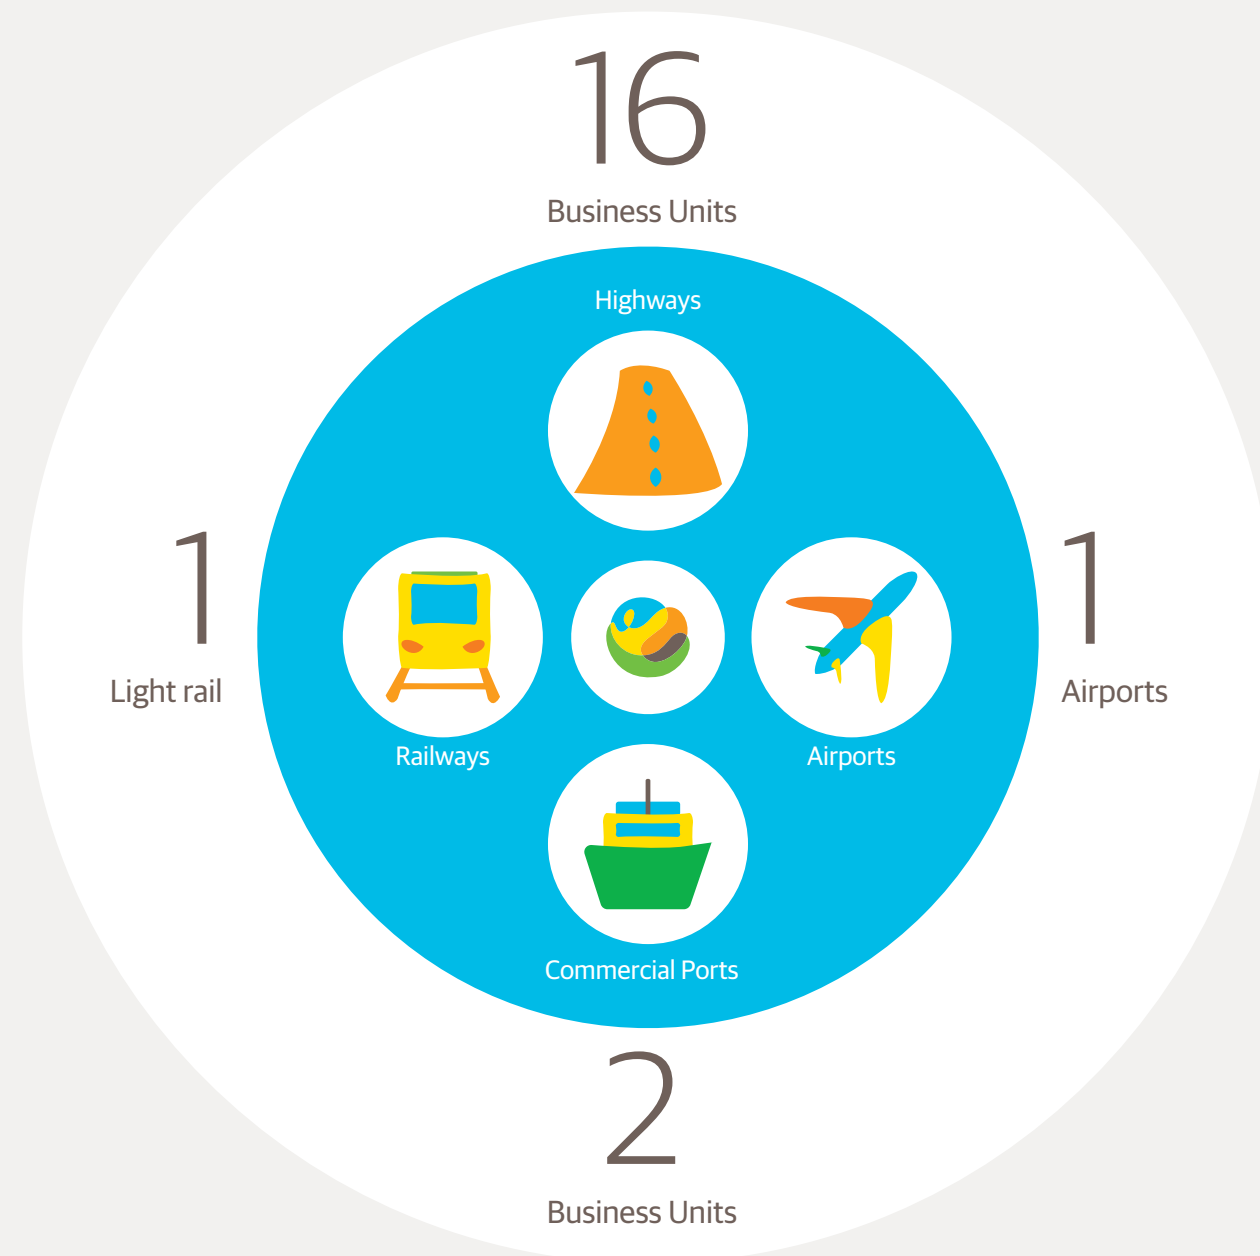 16
Business Units
Highways
1
Light rail
1
Airports
Railways
Airports
Commercial Ports
2
Business Units